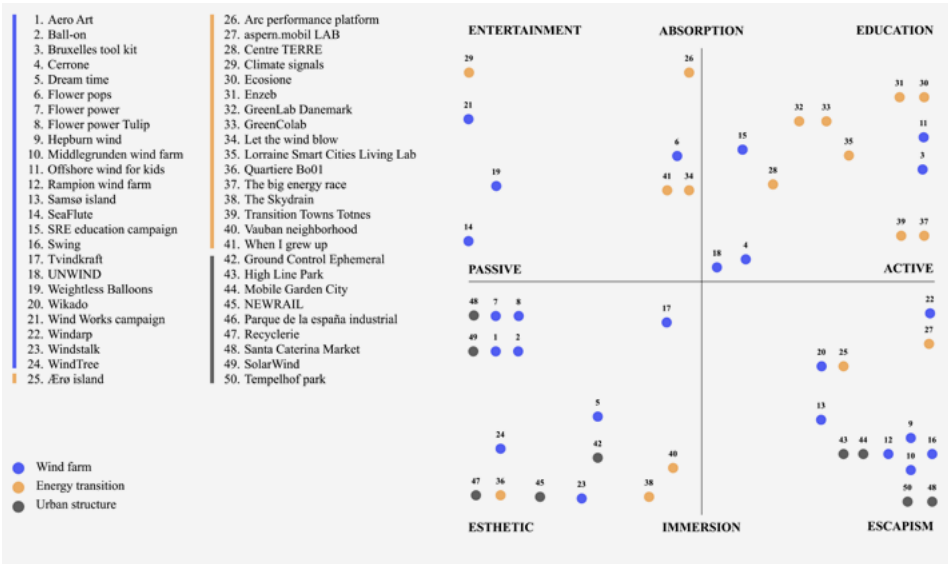 1. Aero Art
2. Ball-on
3. Bruxelles tool kit
4. Cerrone
5. Dream time
6. Flower pops
7. Flower power
8. Flower power Tulip
9. Hepburn wind
10. Middlegrunden wind farm
11. Offshore wind for kids
12. Rampion wind farm
13. Samsø island
14. SeaFlute
15. SRE education campaign
16. Swing
17. Tvindkraft
18. UNWIND
19. Weightless Balloons
20. Wikado
21. Wind Works campaign
22. Windarp
23. Windstalk
24. WindTree
25. Ærø island
26. Arc performance platform
27. aspern.mobil LAB
28. Centre TERRE
29. Climate signals
30. Ecosione
31. Enzeb
32. GreenLab Danemark
33. GreenColab
34. Let the wind blow
35. Lorraine Smart Cities Living Lab
36. Quartiere Bo01
37. The big energy race
38. The Skydrain
39. Transition Towns Totnes
40. Vauban neighborhood
41. When I grew up
42. Ground Control Ephemeral
43. High Line Park
44. Mobile Garden City
45. NEWRAIL
46. Parque de la españa industrial
47. Recyclerie
48. Santa Caterina Market
49. SolarWind
50. Tempelhof park
Wind farm
Energy transition
Urban structure
ENTERTAINMENT ABSORPTION EDUCATION
29 26
31 30
21 32 33
11
6 15 35
3
19 41 34 28
14 39 37
18 4
PASSIVE ACTIVE
48 7 8 17 22
27
49 1 2 20 25
5 13
24 42 43 44 12 9 16
40 10
47 36 45 23 38 50 48
ESTHETIC IMMERSION ESCAPISM